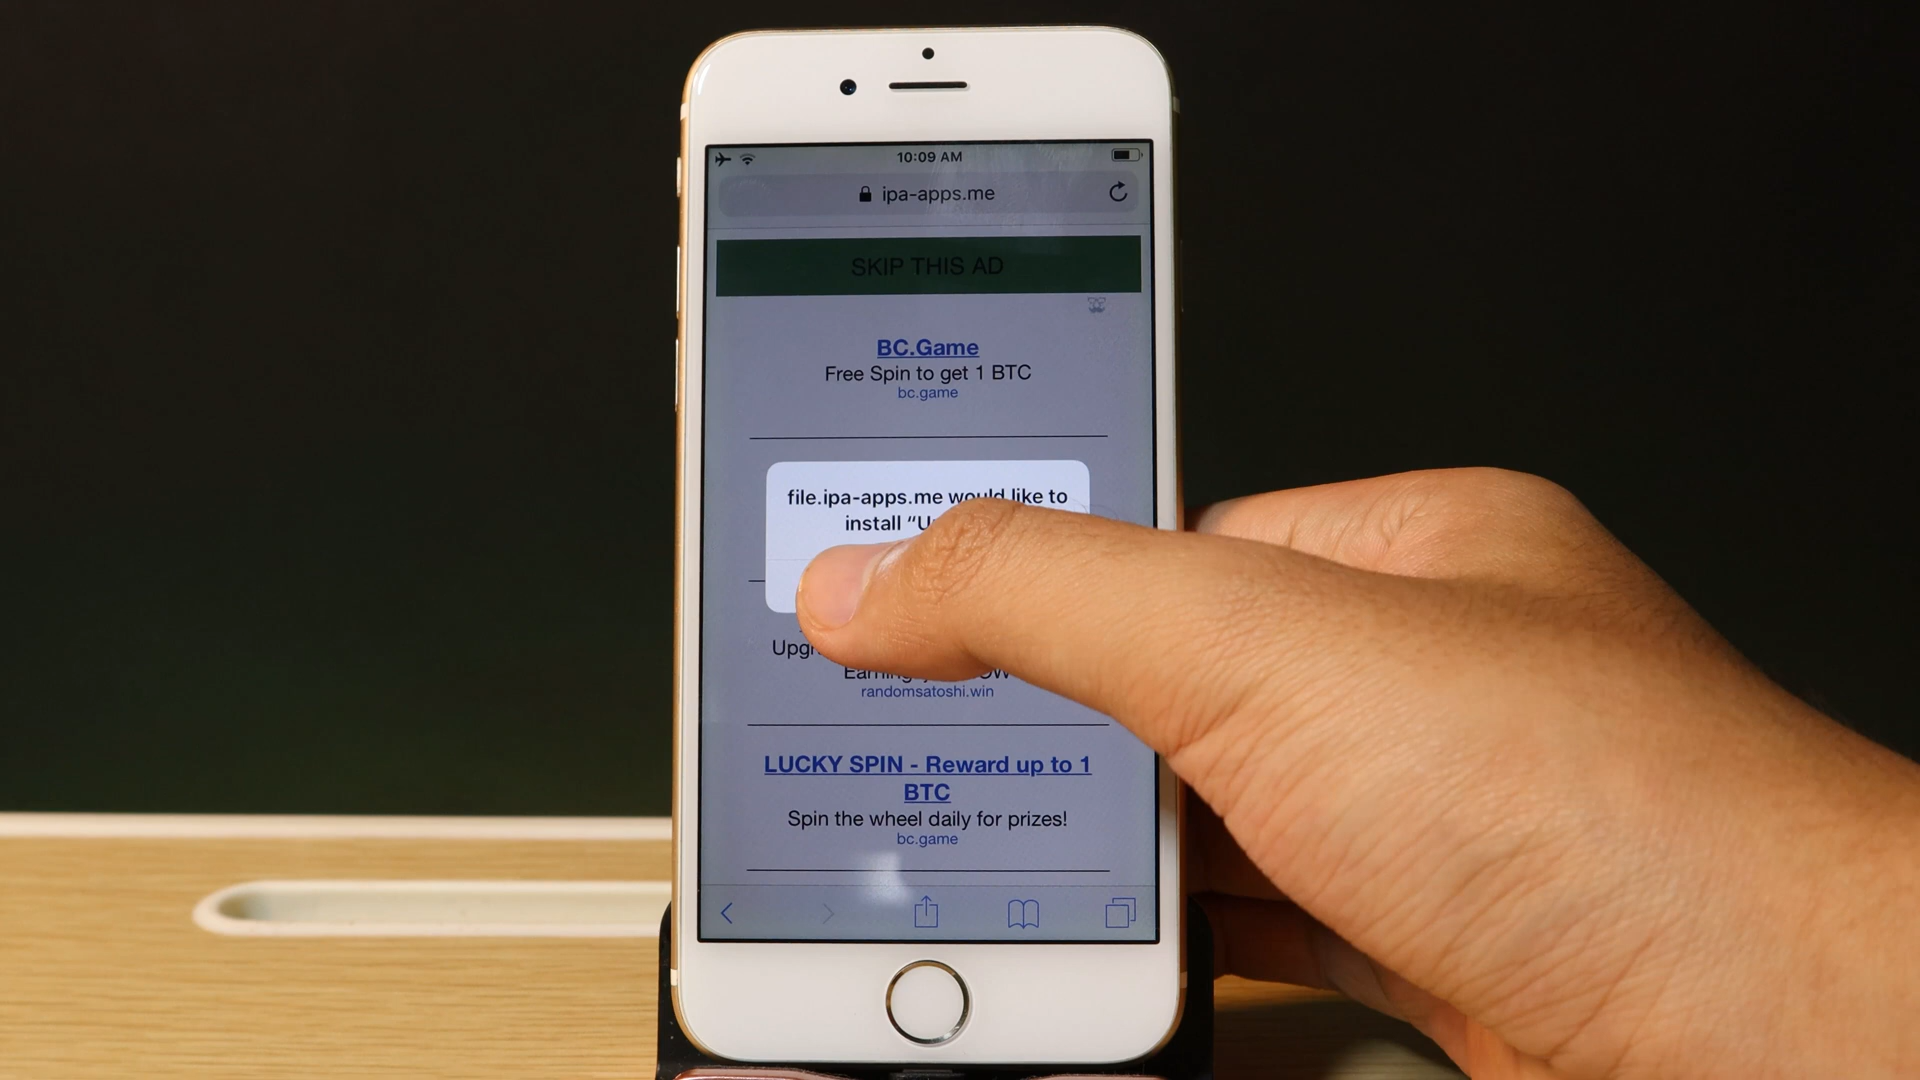 10:09 AM
ipa-apps.me
SKIP THIS AD
BC.Game
Free Spin to get 1 BTC
bc.game
file.ipa-apps.me would like to
install
randomsatoshi.win
LUCKY SPIN - Reward up to 1
BTC
Spin the wheel daily for prizes!
bc.game